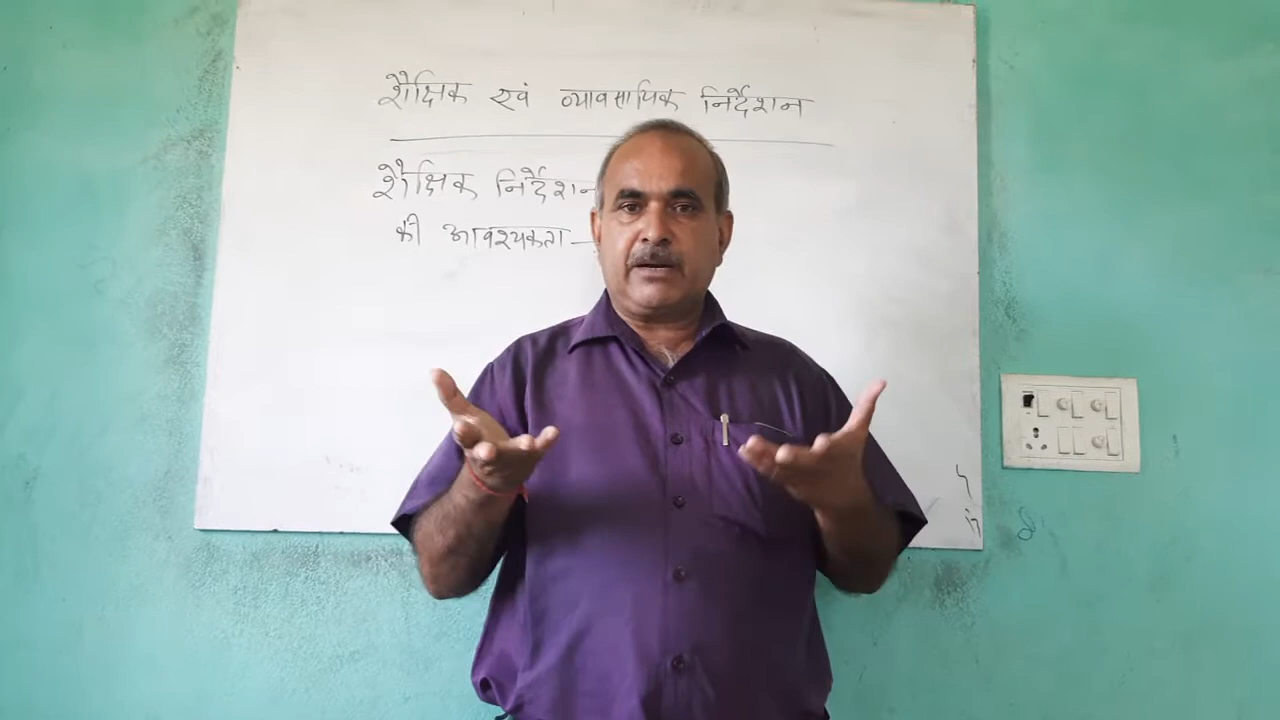 शैक्षिक एवं व्यावसायिक निर्देशन
शैक्षिक निर्देशन
की आवश्यकता –